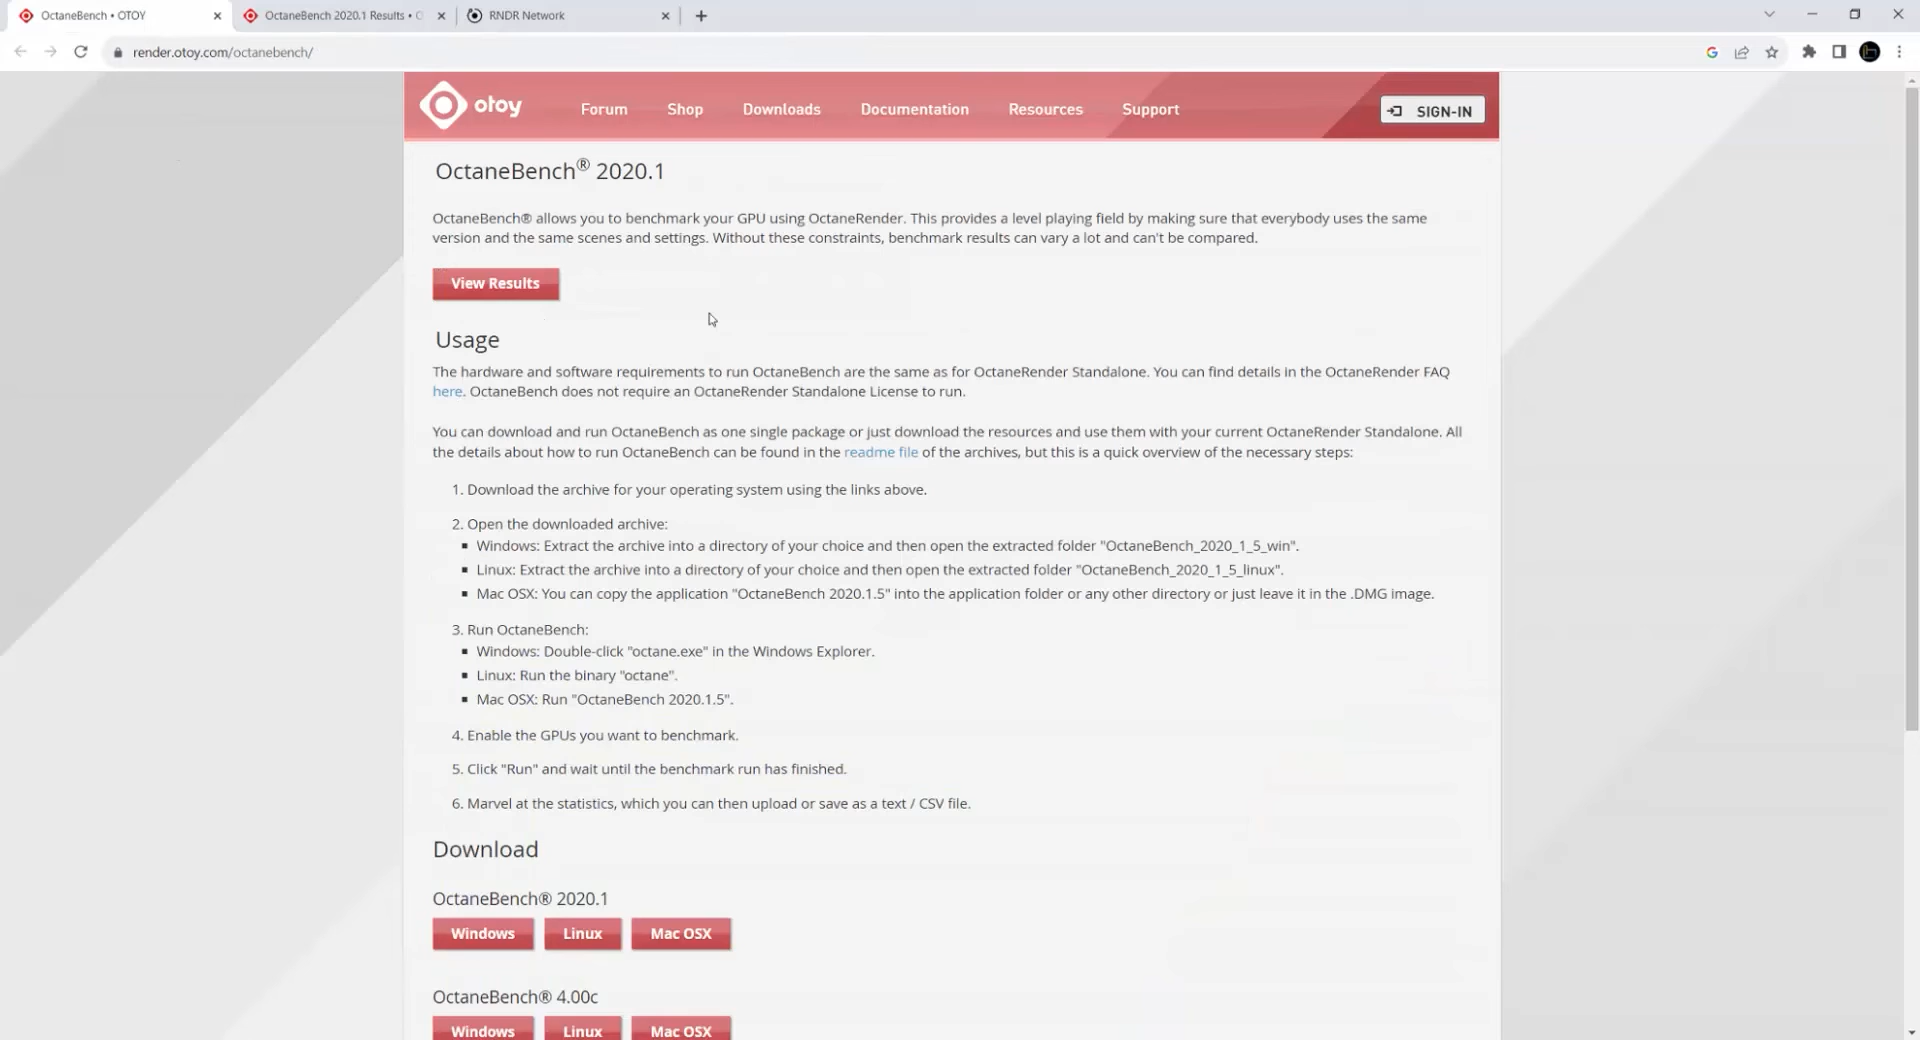 OctaneBench • OTOY
OctaneBench 2020.1 Results •
RNDR Network
render.otoy.com/octanebench/
otoy
Forum
Shop
Downloads
Documentation
Resources
Support
SIGN-IN
OctaneBench® 2020.1
OctaneBench® allows you to benchmark your GPU using OctaneRender. This provides a level playing field by making sure that everybody uses the same
version and the same scenes and settings. Without these constraints, benchmark results can vary a lot and can't be compared.
View Results
Usage
The hardware and software requirements to run OctaneBench are the same as for OctaneRender Standalone. You can find details in the OctaneRender FAQ
here. OctaneBench does not require an OctaneRender Standalone License to run.
You can download and run OctaneBench as one single package or just download the resources and use them with your current OctaneRender Standalone. All
the details about how to run OctaneBench can be found in the readme file of the archives, but this is a quick overview of the necessary steps:
1. Download the archive for your operating system using the links above.
2. Open the downloaded archive:
▪ Windows: Extract the archive into a directory of your choice and then open the extracted folder "OctaneBench_2020_1_5_win".
▪ Linux: Extract the archive into a directory of your choice and then open the extracted folder "OctaneBench_2020_1_5_linux".
▪ Mac OSX: You can copy the application "OctaneBench 2020.1.5" into the application folder or any other directory or just leave it in the .DMG image.
3. Run OctaneBench:
▪ Windows: Double-click "octane.exe" in the Windows Explorer.
▪ Linux: Run the binary "octane".
▪ Mac OSX: Run "OctaneBench 2020.1.5".
4. Enable the GPUs you want to benchmark.
5. Click "Run" and wait until the benchmark run has finished.
6. Marvel at the statistics, which you can then upload or save as a text / CSV file.
Download
OctaneBench® 2020.1
Windows
Linux
Mac OSX
OctaneBench® 4.00c
Windows
Linux
Mac OSX